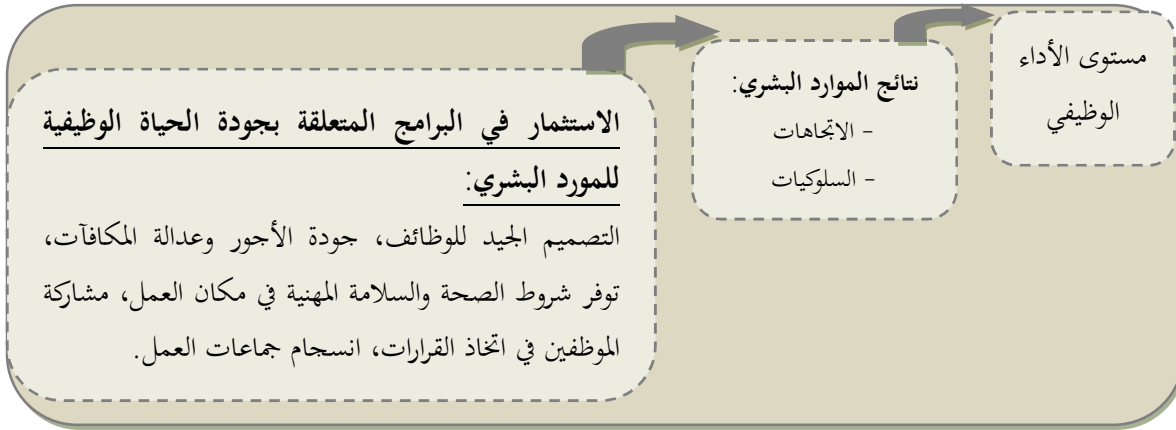 الاستثمار في البرامج المتعلقة بجودة الحياة الوظيفية
للمورد البشري:
التصميم الجيد للوظائف، جودة الأجور وعدالة المكافآت،
توفر شروط الصحة والسلامة المهنية في مكان العمل، مشاركة
الموظفين في اتخاذ القرارات، انسجام جماعات العمل.
نتائج الموارد البشري:
- الاتجاهات
- السلوكيات
مستوى الأداء
الوظيفي